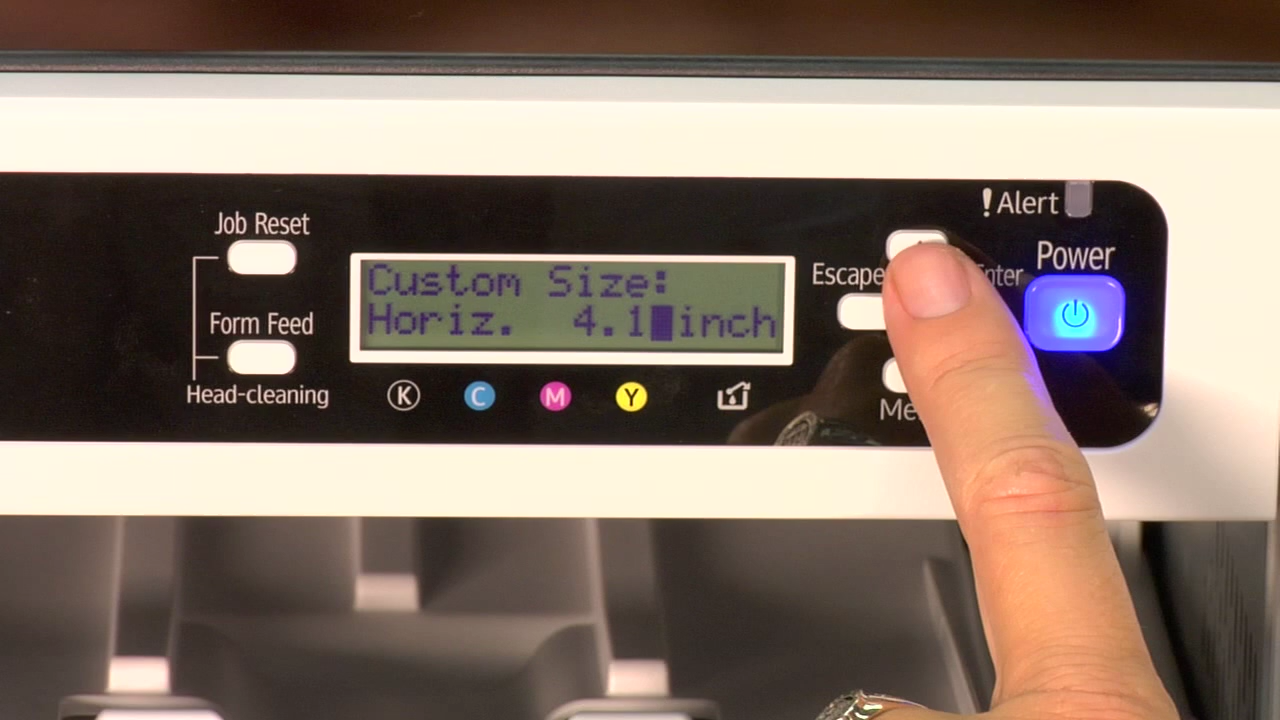 Job Reset
Form Feed
Head-cleaning
Custom Size:
Horiz. 4.1 inch
K
C
M
Y
Escape
!Alert
Power